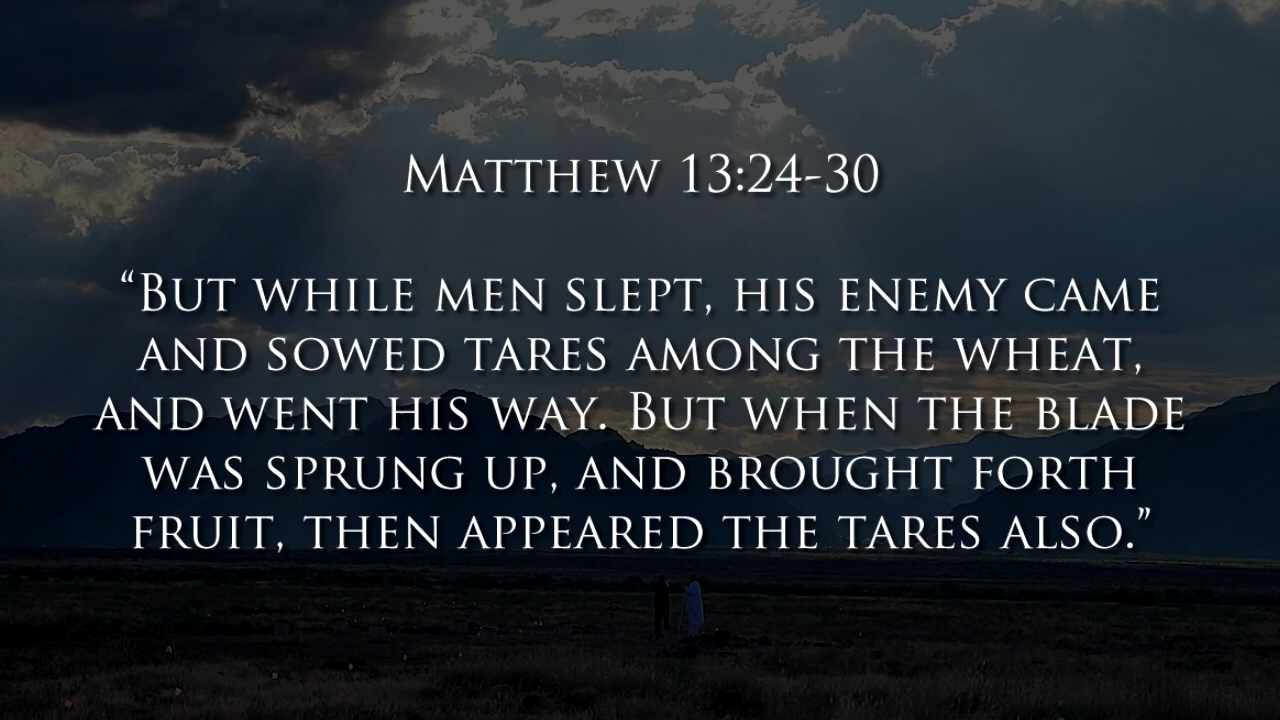 Matthew 13:24-30
“But while men slept, his enemy came
and sowed tares among the wheat,
and went his way. But when the blade
was sprung up, and brought forth
fruit, then appeared the tares also.”